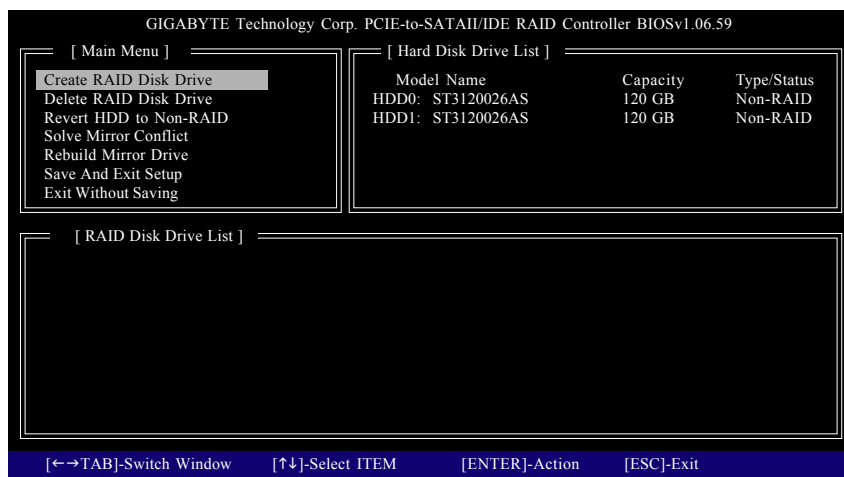 GIGABYTE Technology Corp. PCIE-to-SATAII/IDE RAID Controller BIOSv1.06.59
[ Main Menu ]
Create RAID Disk Drive
Delete RAID Disk Drive
Revert HDD to Non-RAID
Solve Mirror Conflict
Rebuild Mirror Drive
Save And Exit Setup
Exit Without Saving
[ Hard Disk Drive List ]
Model Name Capacity Type/Status
HDD0: ST3120026AS 120 GB Non-RAID
HDD1: ST3120026AS 120 GB Non-RAID
[ RAID Disk Drive List ]
[←→TAB]-Switch Window [↑↓]-Select ITEM [ENTER]-Action [ESC]-Exit